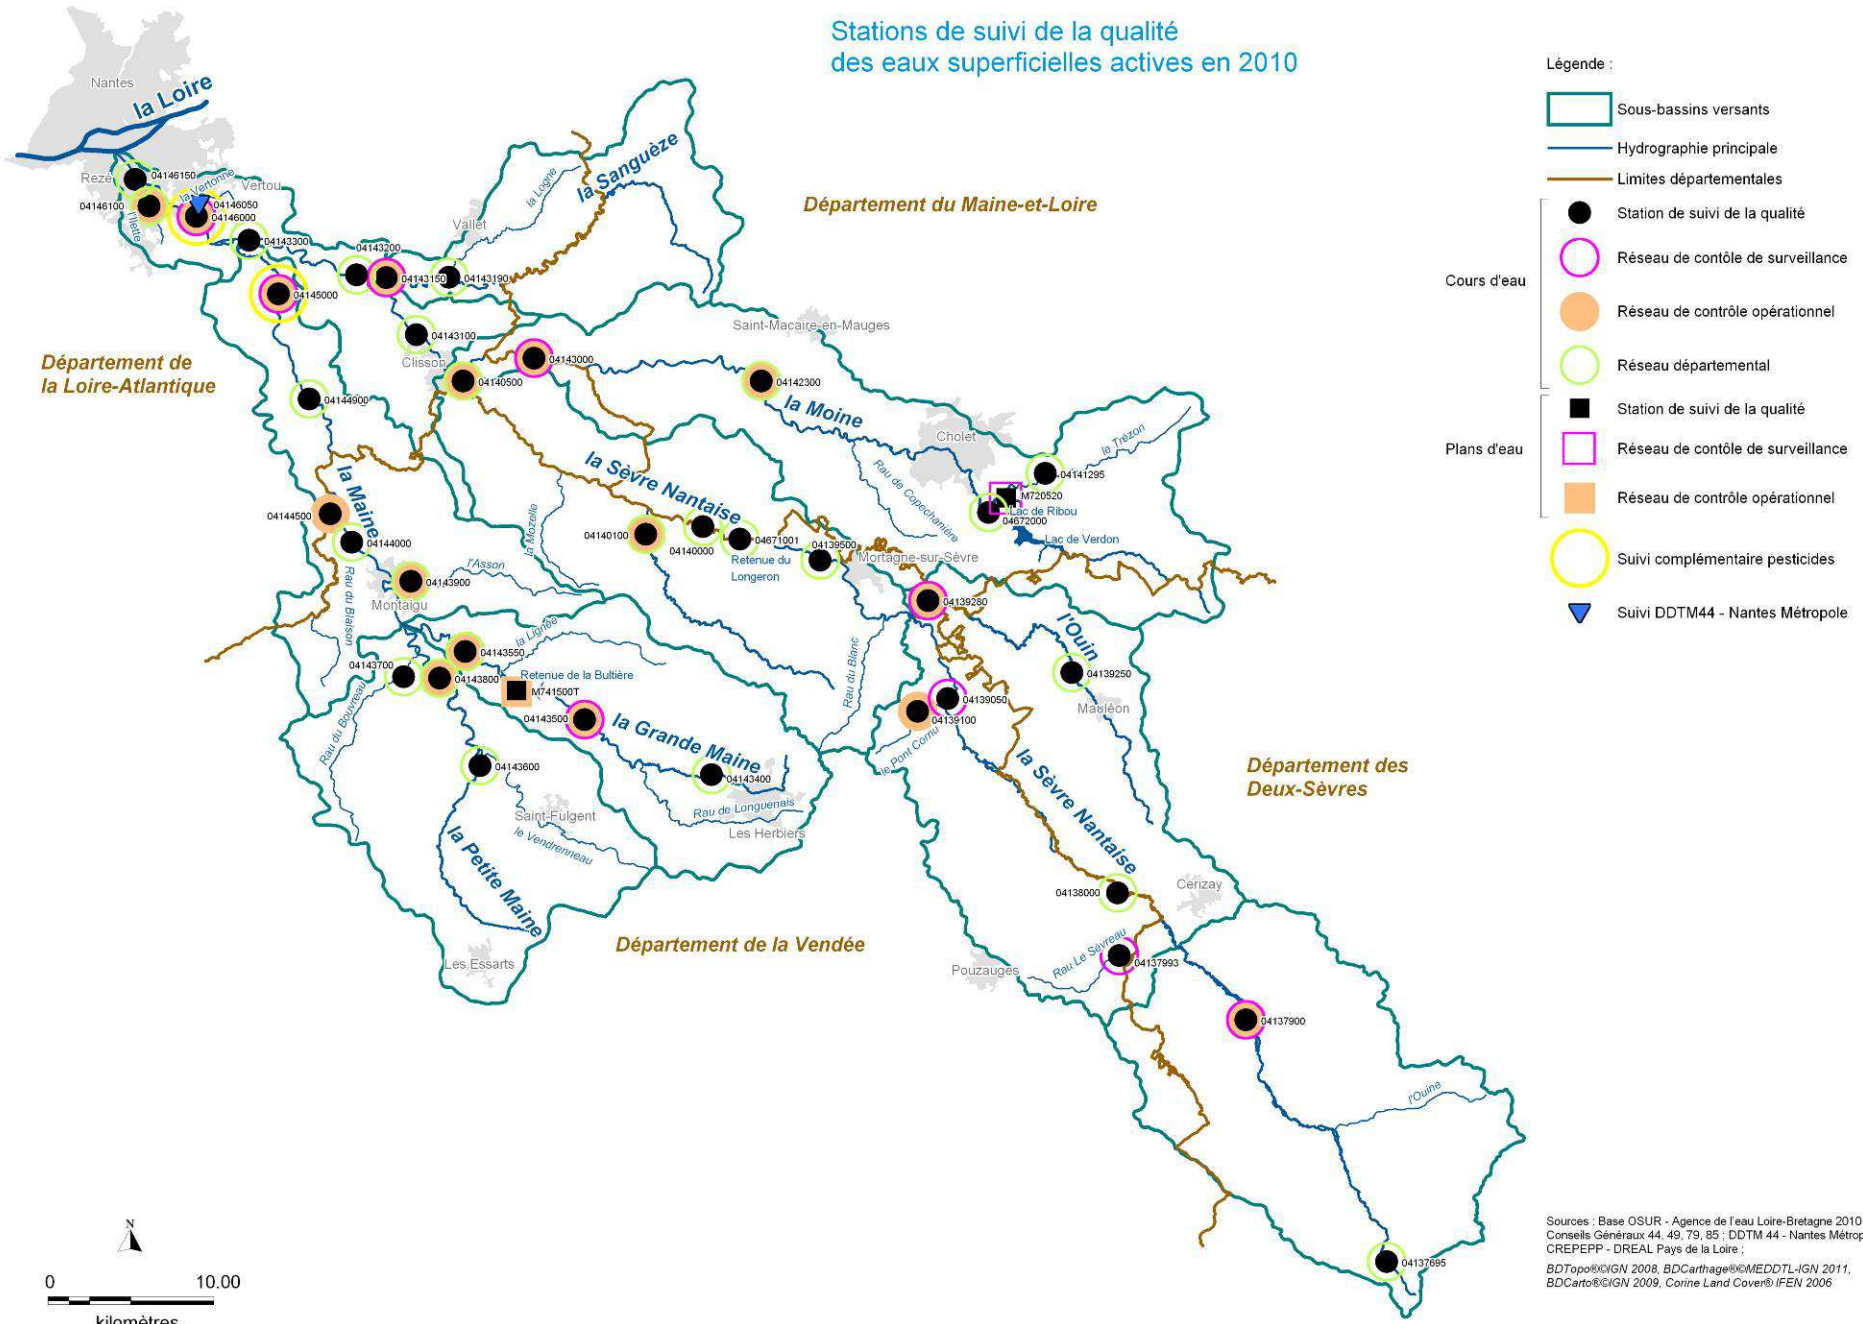 Stations de suivi de la qualité
des eaux superficielles actives en 2010
Légende :
Sous-bassins versants
Hydrographie principale
Limites départementales
Cours d'eau
Station de suivi de la qualité
Réseau de contôle de surveillance
Réseau de contrôle opérationnel
Réseau départemental
Plans d'eau
Station de suivi de la qualité
Réseau de contôle de surveillance
Réseau de contrôle opérationnel
Suivi complémentaire pesticides
Suivi DDTM44 - Nantes Métropole
Nantes
la Loire
Rezé
04146150
la Vertonne
Vertou
04146100
04146050
04146000
l'Ilette
04143300
04143200
04143150
04143190
Vallet
la Logne
la Sanguèze
Département du Maine-et-Loire
04145000
04143100
Clisson
04143000
04140500
Saint-Macaire-en-Mauges
04142300
la Moine
Département de
la Loire-Atlantique
04144900
Cholet
le Trézon
04141295
M720520
Lac de Ribou
04672000
Lac de Verdon
Rau de Copechanière
la Sèvre Nantaise
la Maine
04144500
04144000
la Mozelle
04140100
04140000
04671001
Retenue du
Longeron
04139500
Mortagne-sur-Sèvre
l'Asson
04143900
Montaigu
Rau du Blaison
04139280
l'Ouin
04139250
Mauléon
la Lignée
04143550
04143700
04143800
Retenue de la Bultière
M741500T
Rau du Bouvreau
04143500
la Grande Maine
Rau du Blanc
04139050
04139100
le Pont Cornu
04143600
04143400
Rau de Longuenais
Les Herbiers
Saint-Fulgent
le Vendrenneau
la Petite Maine
la Sèvre Nantaise
Département des
Deux-Sèvres
04138000
Cerizay
Département de la Vendée
Les Essarts
Pouzauges
Rau Le Sèvreau
04137993
04137900
l'Ouine
04137695
N
0 10.00
kilomètres
Sources : Base OSUR - Agence de l'eau Loire-Bretagne 2010
Conseils Généraux 44, 49, 79, 85 ; DDTM 44 - Nantes Métrop
CREPEPP - DREAL Pays de la Loire ;
BDTopo®©IGN 2008, BDCarthage®©MEDDTL-IGN 2011,
BDCarto®©IGN 2009, Corine Land Cover® IFEN 2006